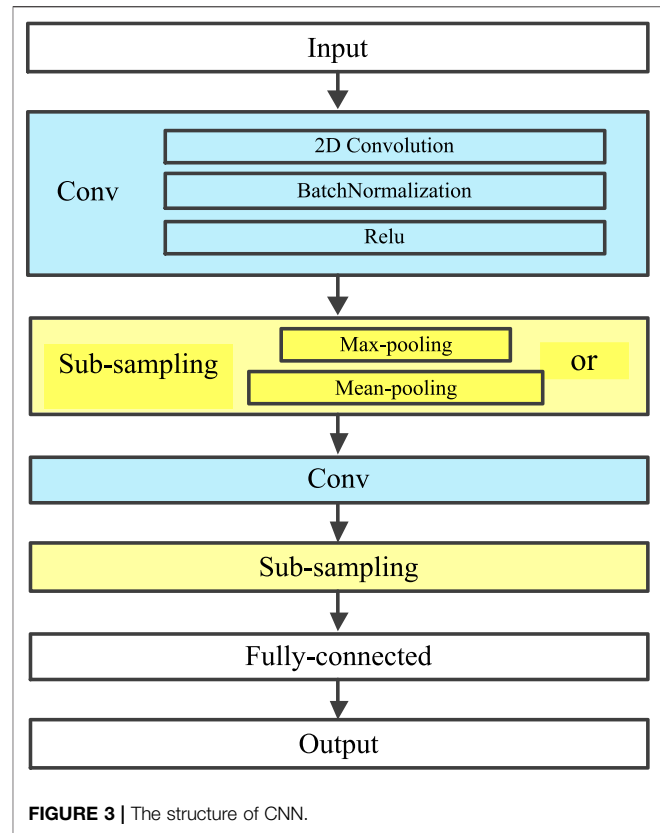 Input
2D Convolution
Conv
BatchNormalization
Relu
Max-pooling
Sub-sampling
or
Mean-pooling
Conv
Sub-sampling
Fully-connected
Output
FIGURE 3 | The structure of CNN.